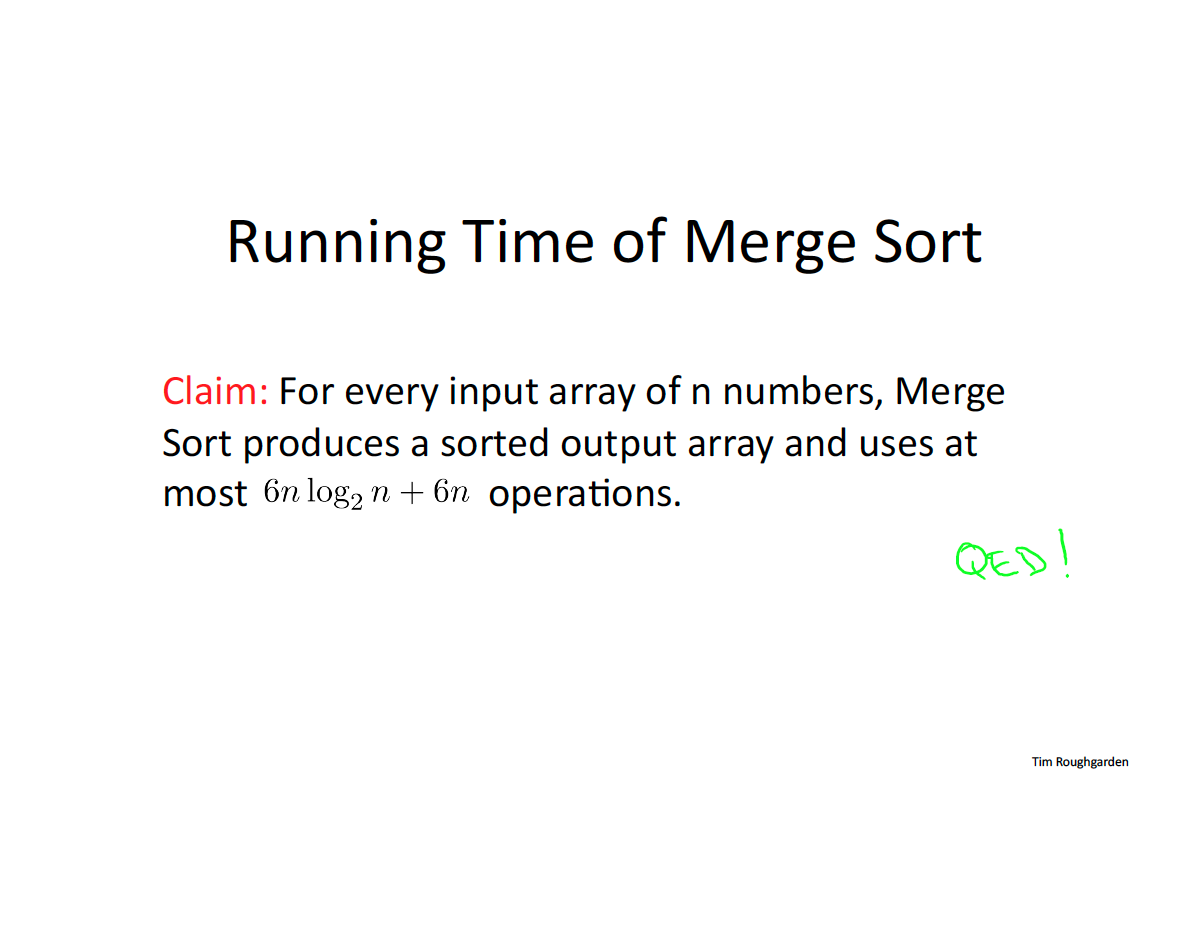 Running Time of Merge Sort
Claim: For every input array of n numbers, Merge
Sort produces a sorted output array and uses at
most 6n log₂ n + 6n operations.
QED!
Tim Roughgarden